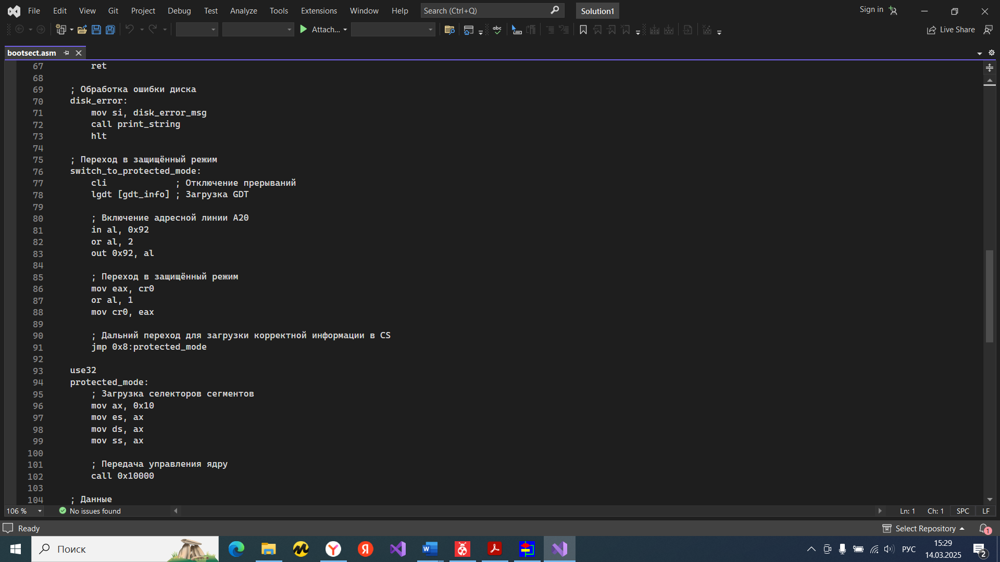 File Edit View Git Project Debug Test Analyze Tools Extensions Window Help Search (Ctrl+Q) Solution1 Sign in
Attach... Live Share
bootsect.asm
67 ret
68
69 ; Обработка ошибки диска
70 disk_error:
71 mov si, disk_error_msg
72 call print_string
73 hlt
74
75 ; Переход в защищённый режим
76 switch_to_protected_mode:
77 cli ; Отключение прерываний
78 lgdt [gdt_info] ; Загрузка GDT
79
80 ; Включение адресной линии A20
81 in al, 0x92
82 or al, 2
83 out 0x92, al
84
85 ; Переход в защищённый режим
86 mov eax, cr0
87 or al, 1
88 mov cr0, eax
89
90 ; Дальний переход для загрузки корректной информации в CS
91 jmp 0x8:protected_mode
92
93 use32
94 protected_mode:
95 ; Загрузка селекторов сегментов
96 mov ax, 0x10
97 mov es, ax
98 mov ds, ax
99 mov ss, ax
100
101 ; Передача управления ядру
102 call 0x10000
103
104 ; Данные
106 % No issues found Ln: 1 Ch: 1 SPC LF
Ready Select Repository 1
Поиск РУС 15:29
14.03.2025 2